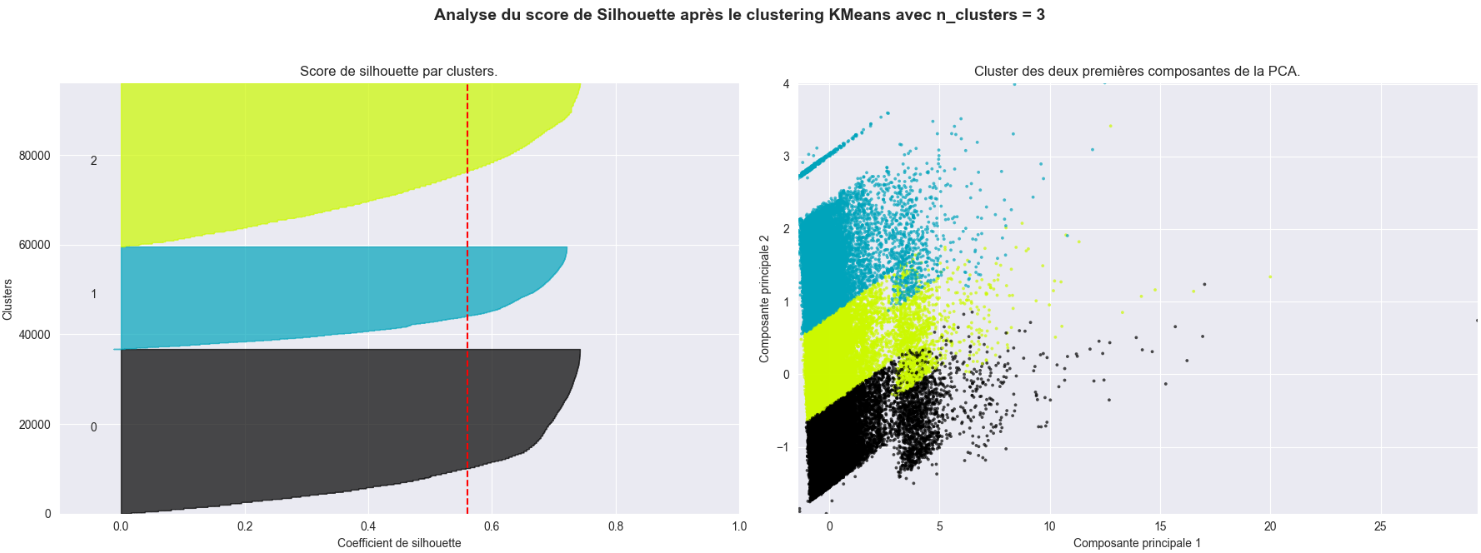 Analyse du score de Silhouette après le clustering KMeans avec n_clusters = 3
Score de silhouette par clusters.
Clusters
80000
60000
40000
20000
0
2
1
0
0.0 0.2 0.4 0.6 0.8 1.0
Coefficient de silhouette
Cluster des deux premières composantes de la PCA.
Composante principale 2
4
3
2
1
0
−1
0 5 10 15 20 25
Composante principale 1